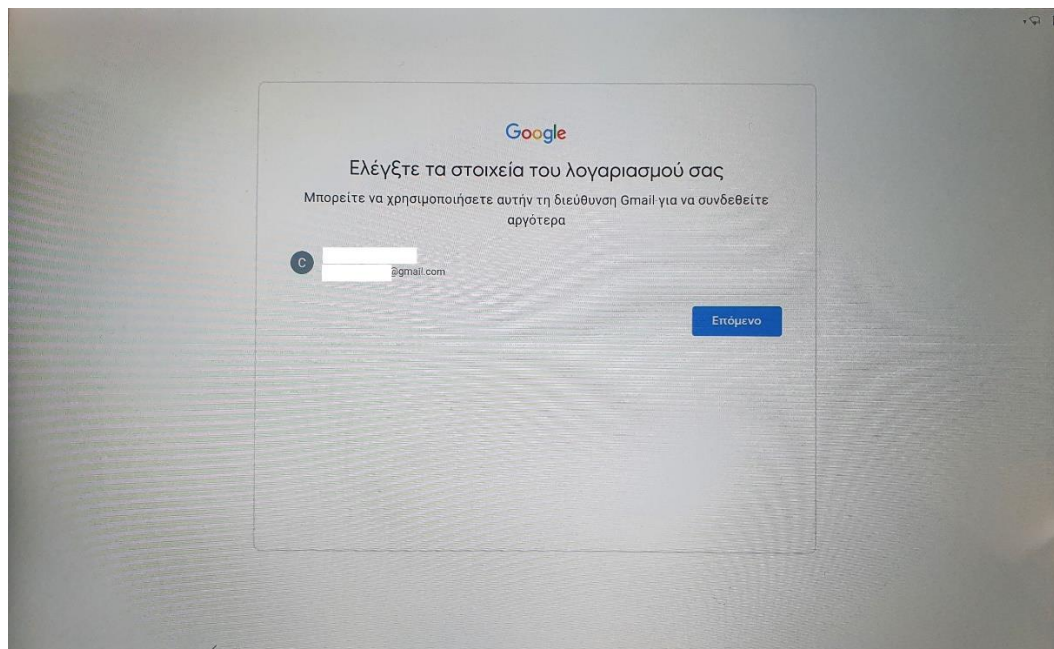 Google
Ελέγξτε τα στοιχεία του λογαριασμού σας
Μπορείτε να χρησιμοποιήσετε αυτήν τη διεύθυνση Gmail για να συνδεθείτε
αργότερα
C
@gmail.com
Επόμενο